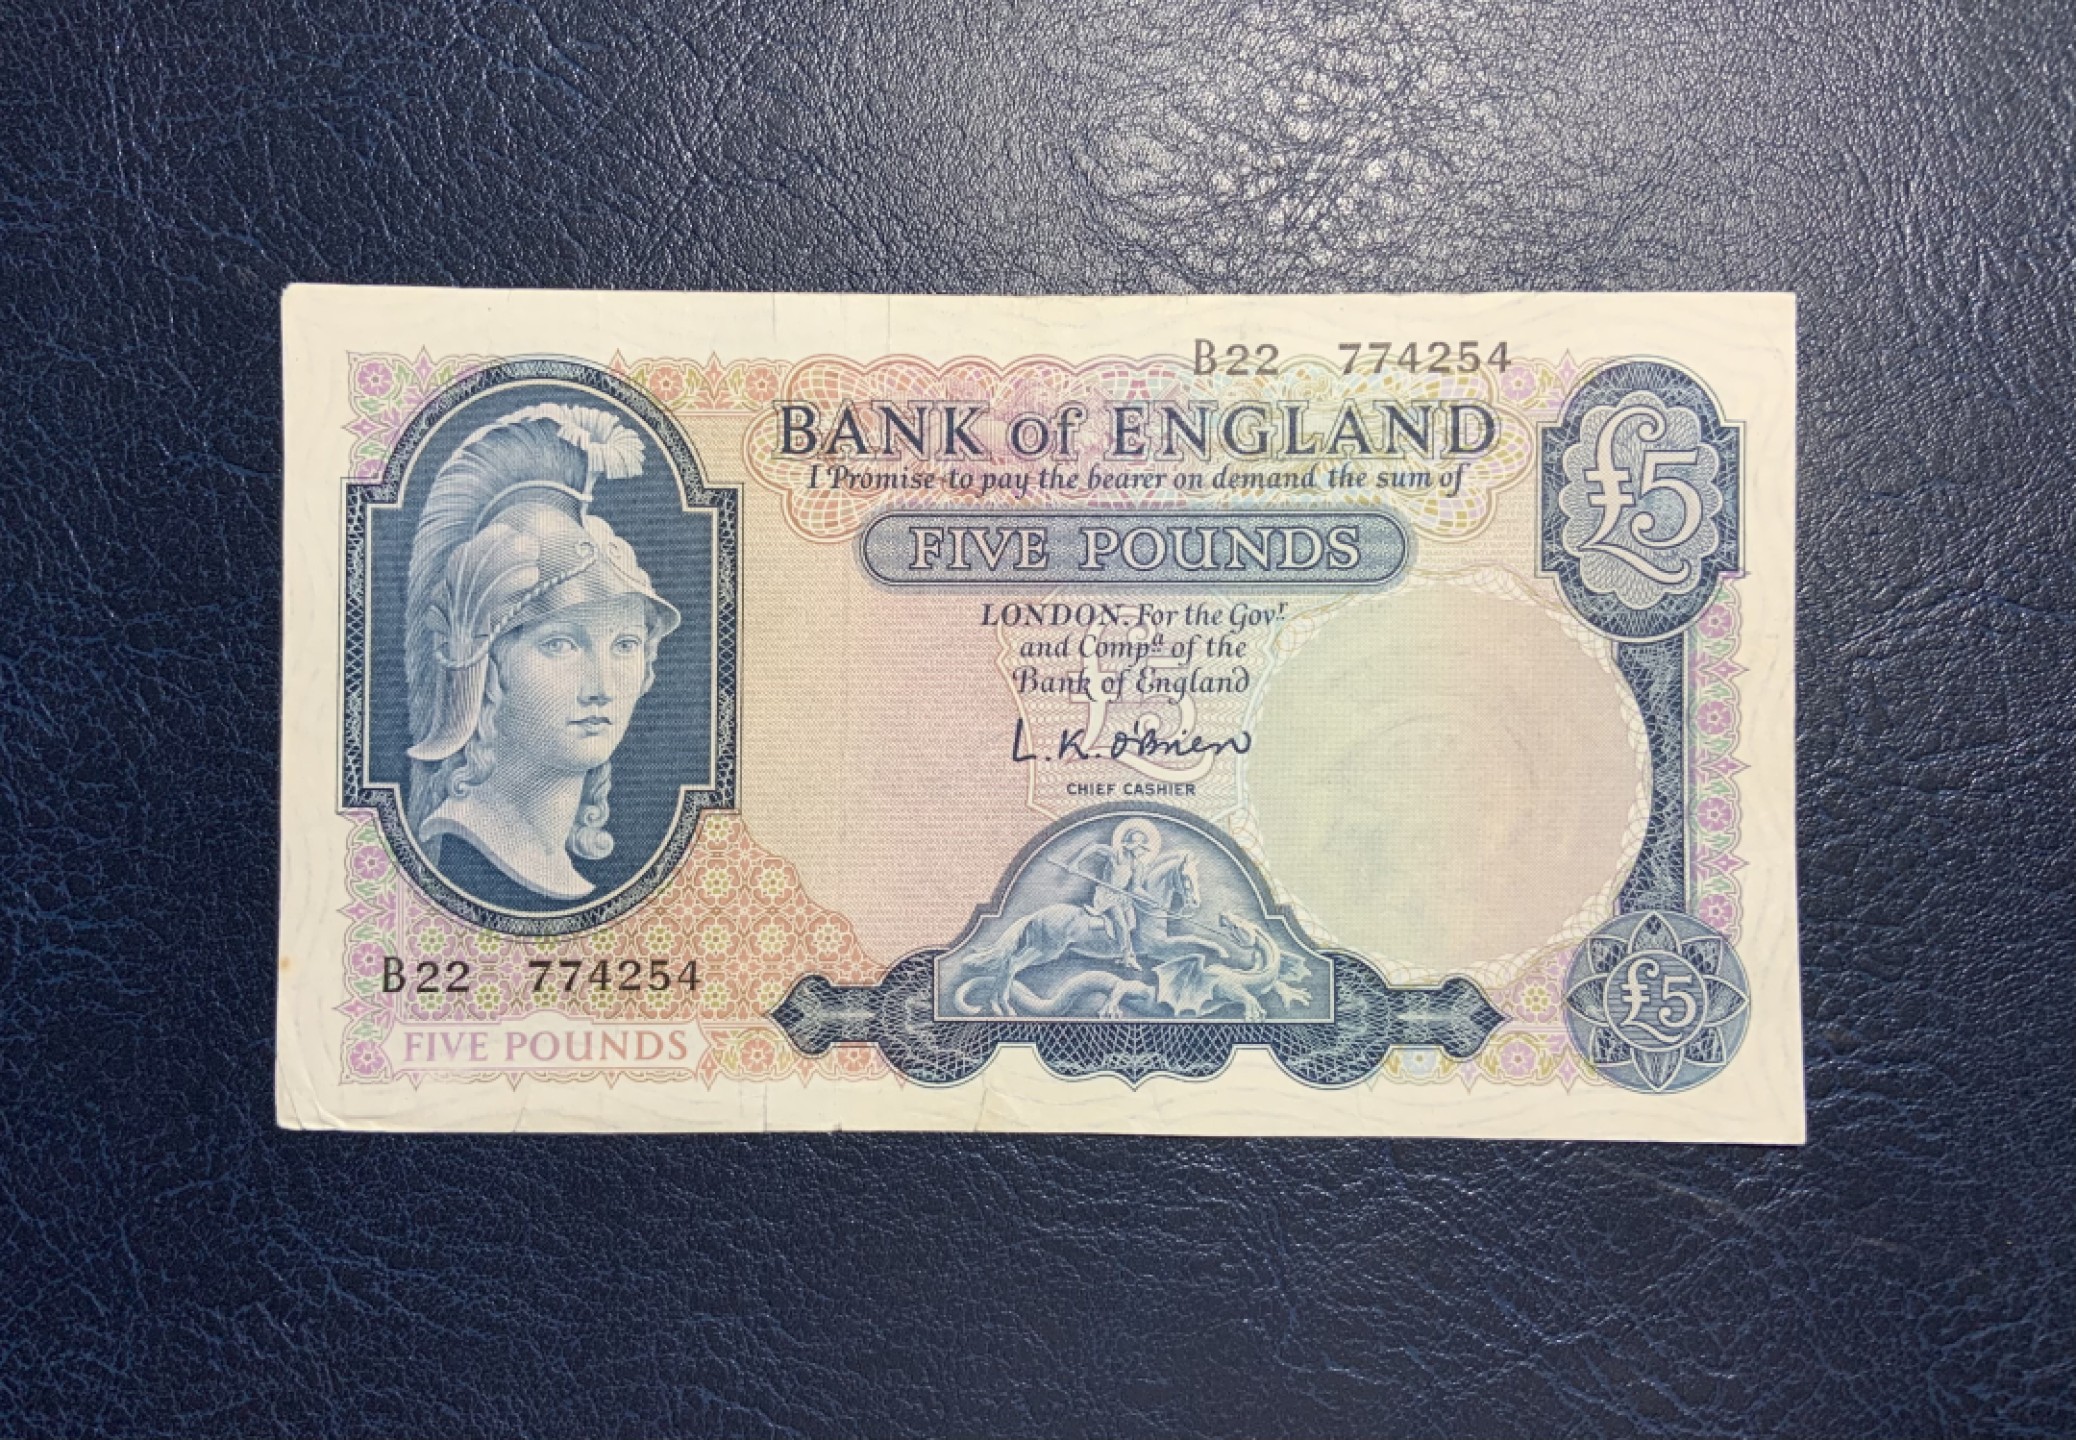 B22 774254
BANK of ENGLAND
I Promise to pay the bearer on demand the sum of
FIVE POUNDS
£5
LONDON. For the Govr
and Compa of the
Bank of England
£5
L.K. O'Brien
CHIEF CASHIER
B22 774254
FIVE POUNDS
£5